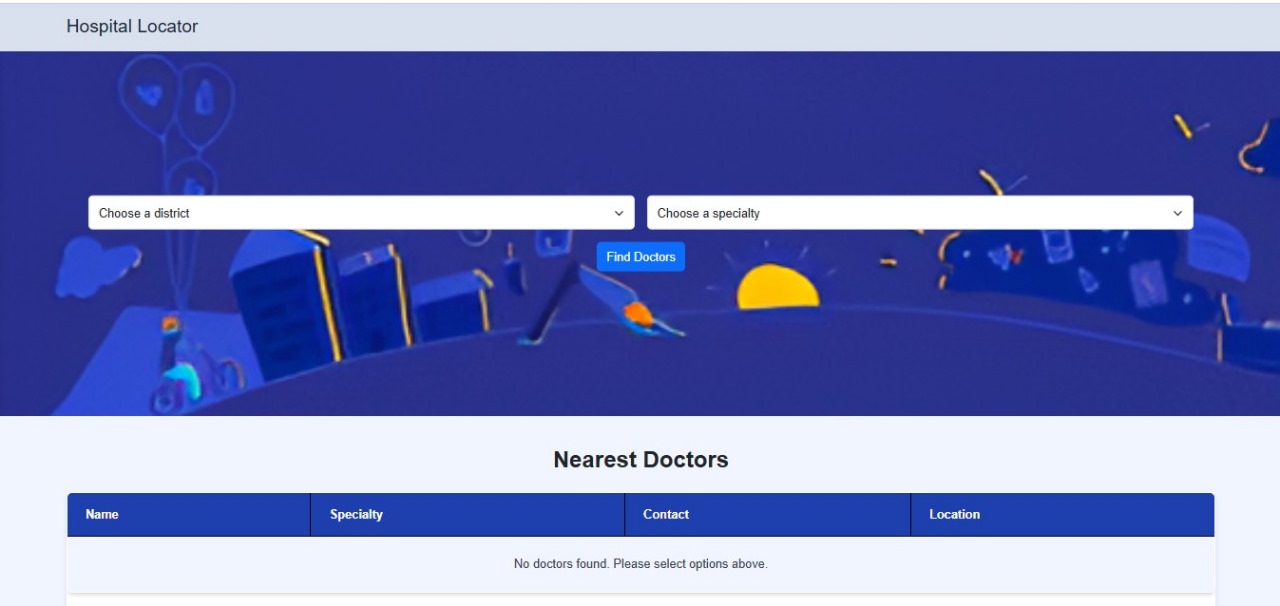 Hospital Locator
Choose a district
Choose a specialty
Find Doctors
Nearest Doctors
Name Specialty Contact Location
No doctors found. Please select options above.